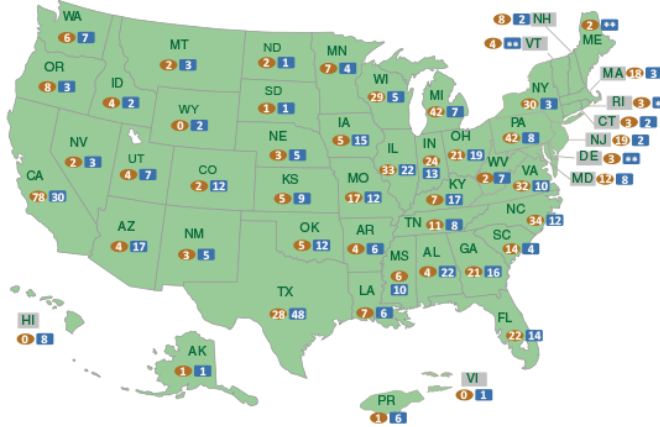 WA
6 7
OR
8 3
CA
78 30
NV
2 3
ID
4 2
MT
2 3
WY
0 2
UT
4 7
CO
2 12
AZ
4 17
NM
3 5
ND
2 1
SD
1 1
NE
3 5
KS
5 9
OK
5 12
TX
28 48
MN
7 4
IA
5 15
MO
17 12
AR
4 6
LA
7 6
WI
29 5
IL
33 22
MI
42 7
IN
24
13
OH
21 19
KY
7 17
TN 11 8
MS
6
10
AL
4 22
GA
21 16
FL
22 14
SC
14 4
NC
34 12
VA
32 10
WV
2 7
PA
42 8
NY
30 3
8 2 NH
4 ** VT
2 **
ME
MA 18 3
RI 3
CT 3 2
NJ 19 2
DE 3 **
MD 12 8
HI
0 8
AK
1 1
PR
1 6
VI
0 1